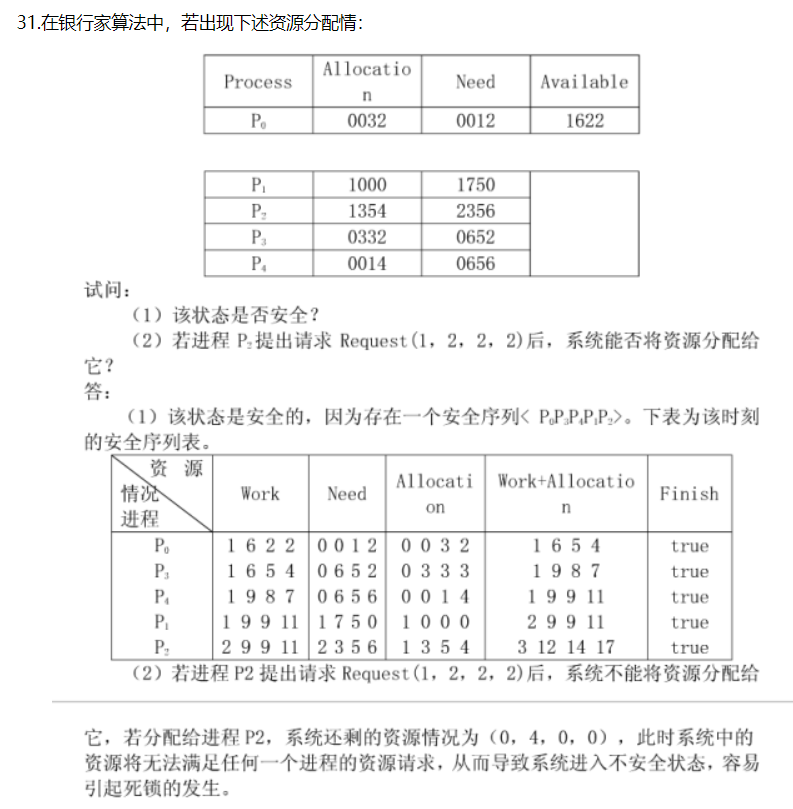 31.在银行家算法中，若出现下述资源分配情：
Process Allocatio Need Available
n
P₀ 0032 0012 1622
P₁ 1000 1750
P₂ 1354 2356
P₃ 0332 0652
P₄ 0014 0656
试问：
（1）该状态是否安全？
（2）若进程 P₂提出请求 Request(1，2，2，2)后，系统能否将资源分配给
它？
答：
（1）该状态是安全的，因为存在一个安全序列< P₀P₃P₄P₁P₂>。下表为该时刻
的安全序列表。
资 源
情况
进程
Work Need Allocati Work+Allocatio Finish
on n
P₀ 1 6 2 2 0 0 1 2 0 0 3 2 1 6 5 4 true
P₃ 1 6 5 4 0 6 5 2 0 3 3 3 1 9 8 7 true
P₄ 1 9 8 7 0 6 5 6 0 0 1 4 1 9 9 11 true
P₁ 1 9 9 11 1 7 5 0 1 0 0 0 2 9 9 11 true
P₂ 2 9 9 11 2 3 5 6 1 3 5 4 3 12 14 17 true
（2）若进程 P2 提出请求 Request(1，2，2，2)后，系统不能将资源分配给
它，若分配给进程 P2，系统还剩的资源情况为（0，4，0，0），此时系统中的
资源将无法满足任何一个进程的资源请求，从而导致系统进入不安全状态，容易
引起死锁的发生。